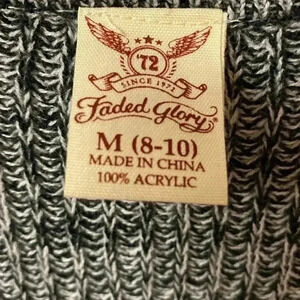 '72
SINCE 1972
Faded Glory®
M (8-10)
MADE IN CHINA
100% ACRYLIC